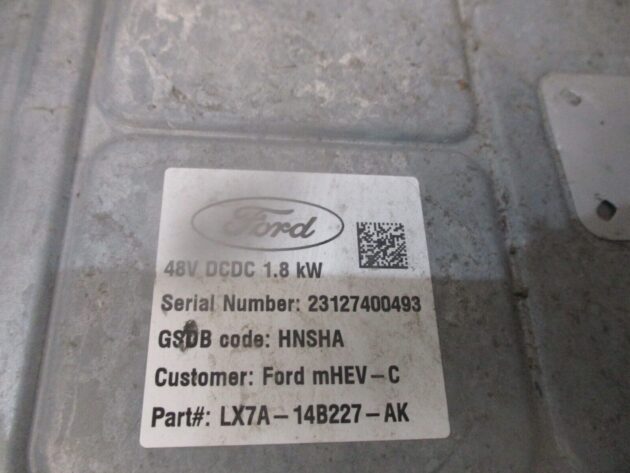 Ford
48V DCDC 1.8 kW
Serial Number: 23127400493
GSDB code: HNSHA
Customer: Ford mHEV-C
Part#: LX7A-14B227-AK